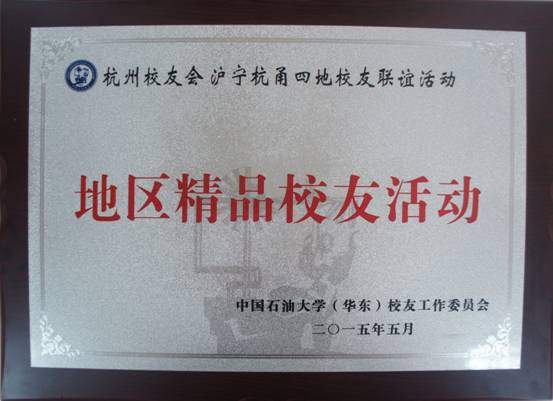 杭州校友会 沪宁杭甬四地校友联谊活动
地区精品校友活动
中国石油大学（华东）校友工作委员会
二〇一五年五月